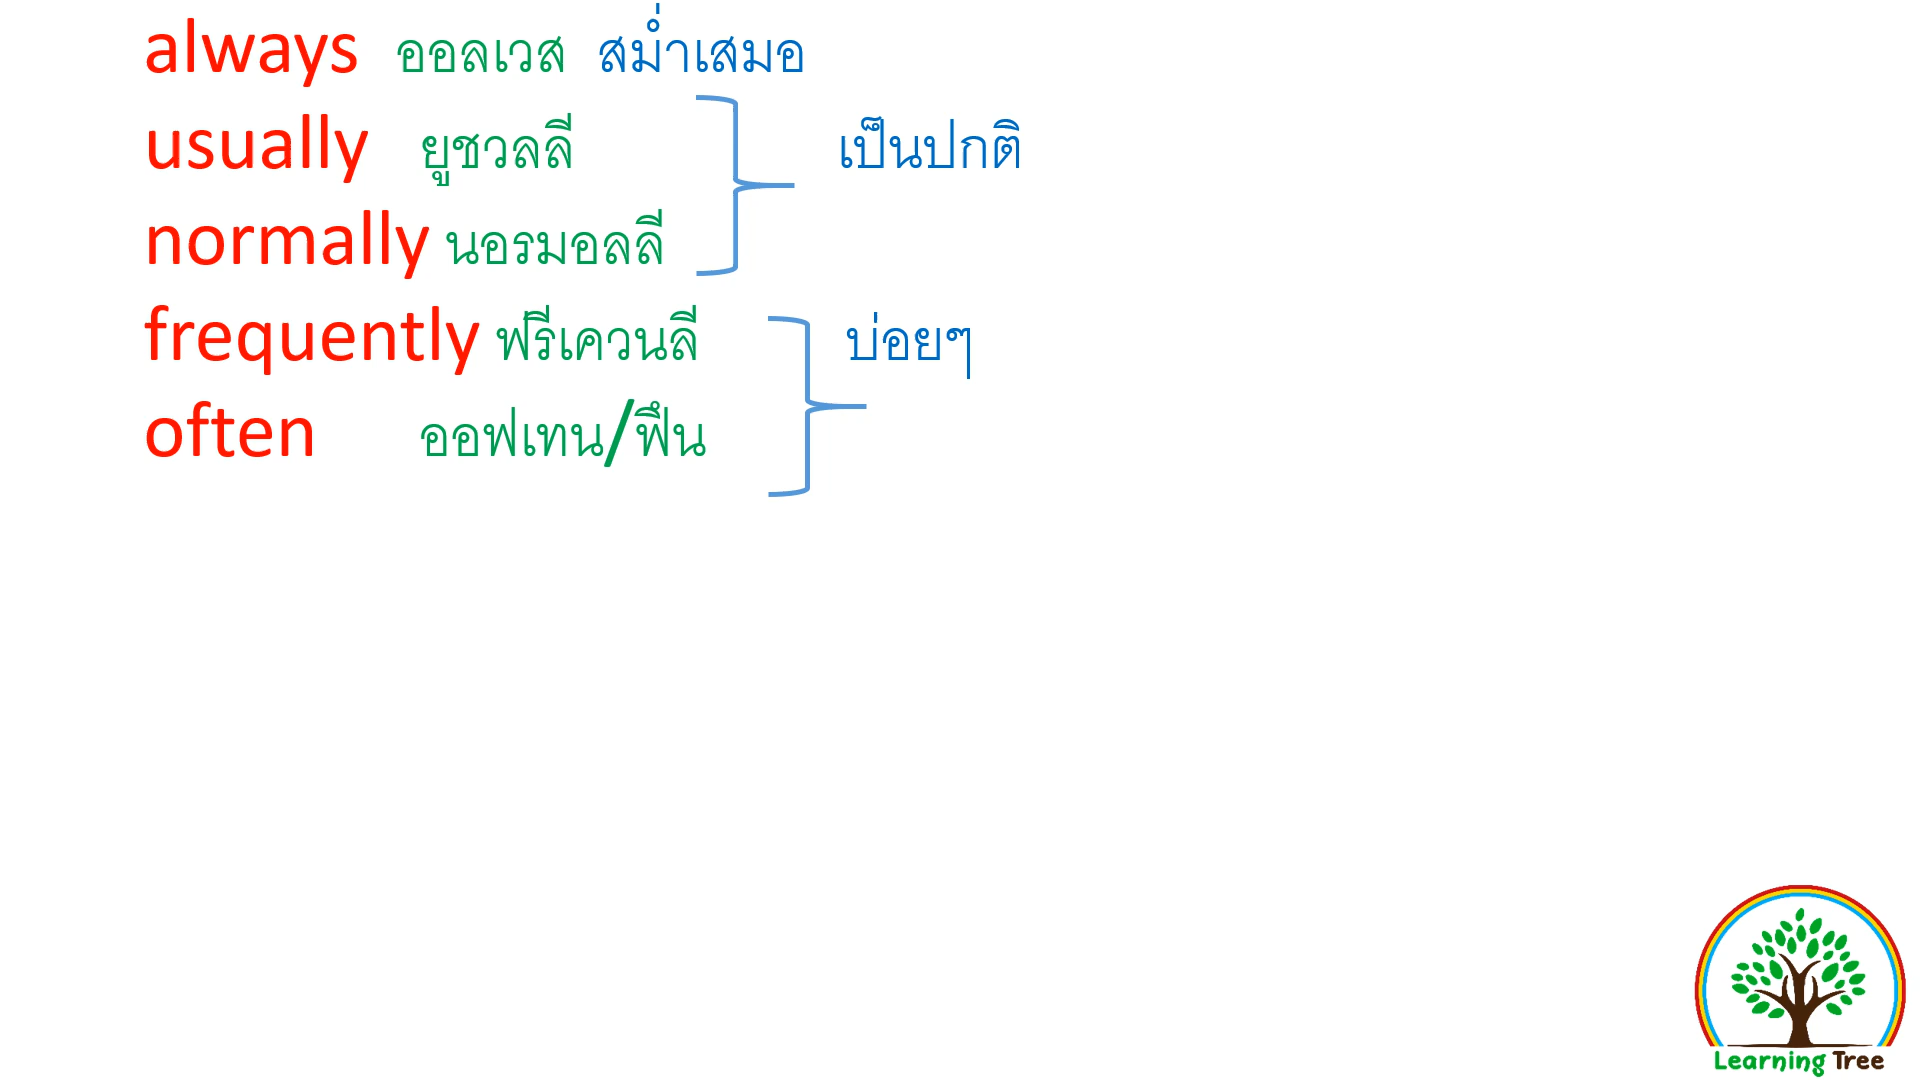 always ออลเวส สม่ำเสมอ
usually ยูชวลลี เป็นปกติ
normally นอรมอลลี
frequently ฟรีเควนลี บ่อยๆ
often ออฟเทน/ฟึน
Learning Tree